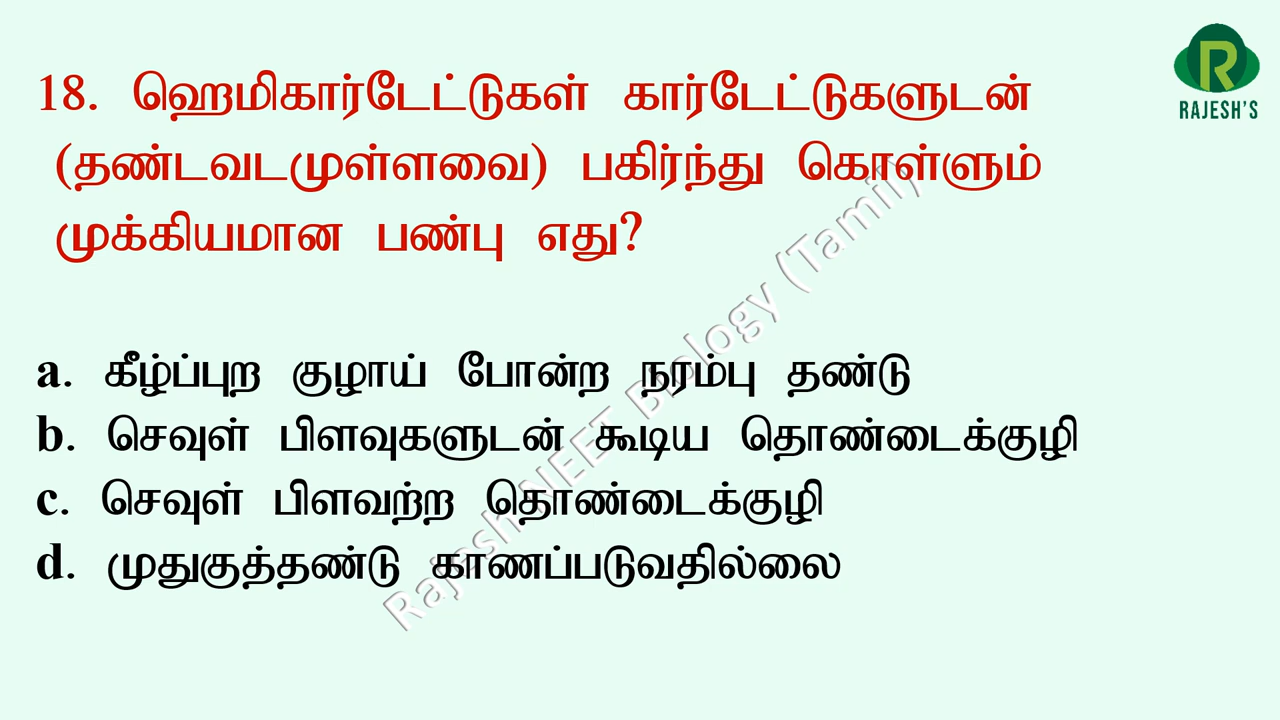 18. ஹெமிகார்டேட்டுகள் கார்டேட்டுகளுடன்
(தண்டவடமுள்ளவை) பகிர்ந்து கொள்ளும்
முக்கியமான பண்பு எது?
a. கீழ்ப்புற குழாய் போன்ற நரம்பு தண்டு
b. செவுள் பிளவுகளுடன் கூடிய தொண்டைக்குழி
c. செவுள் பிளவற்ற தொண்டைக்குழி
d. முதுகுத்தண்டு காணப்படுவதில்லை
R
RAJESH'S
Rajesh NEET Biology (Tamil)